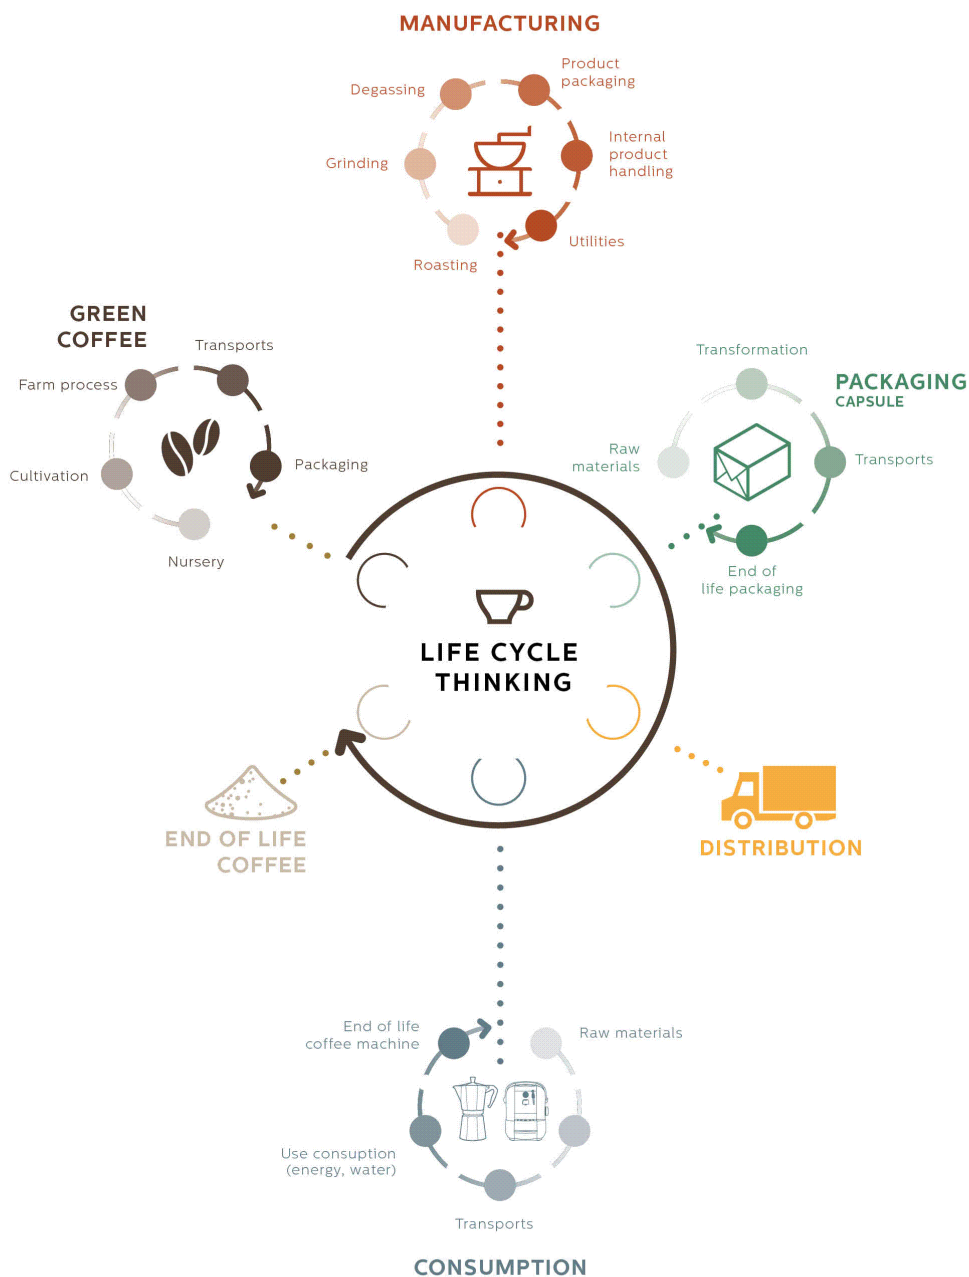 MANUFACTURING
Product
packaging
Degassing
Internal
product
handling
Grinding
Utilities
Roasting
GREEN
COFFEE
Transports
Farm process
Cultivation
Packaging
Nursery
Transformation
PACKAGING
CAPSULE
Raw
materials
Transports
End of
life packaging
LIFE CYCLE
THINKING
END OF LIFE
COFFEE
DISTRIBUTION
End of life
coffee machine
Raw materials
Use consuption
(energy, water)
Transports
CONSUMPTION